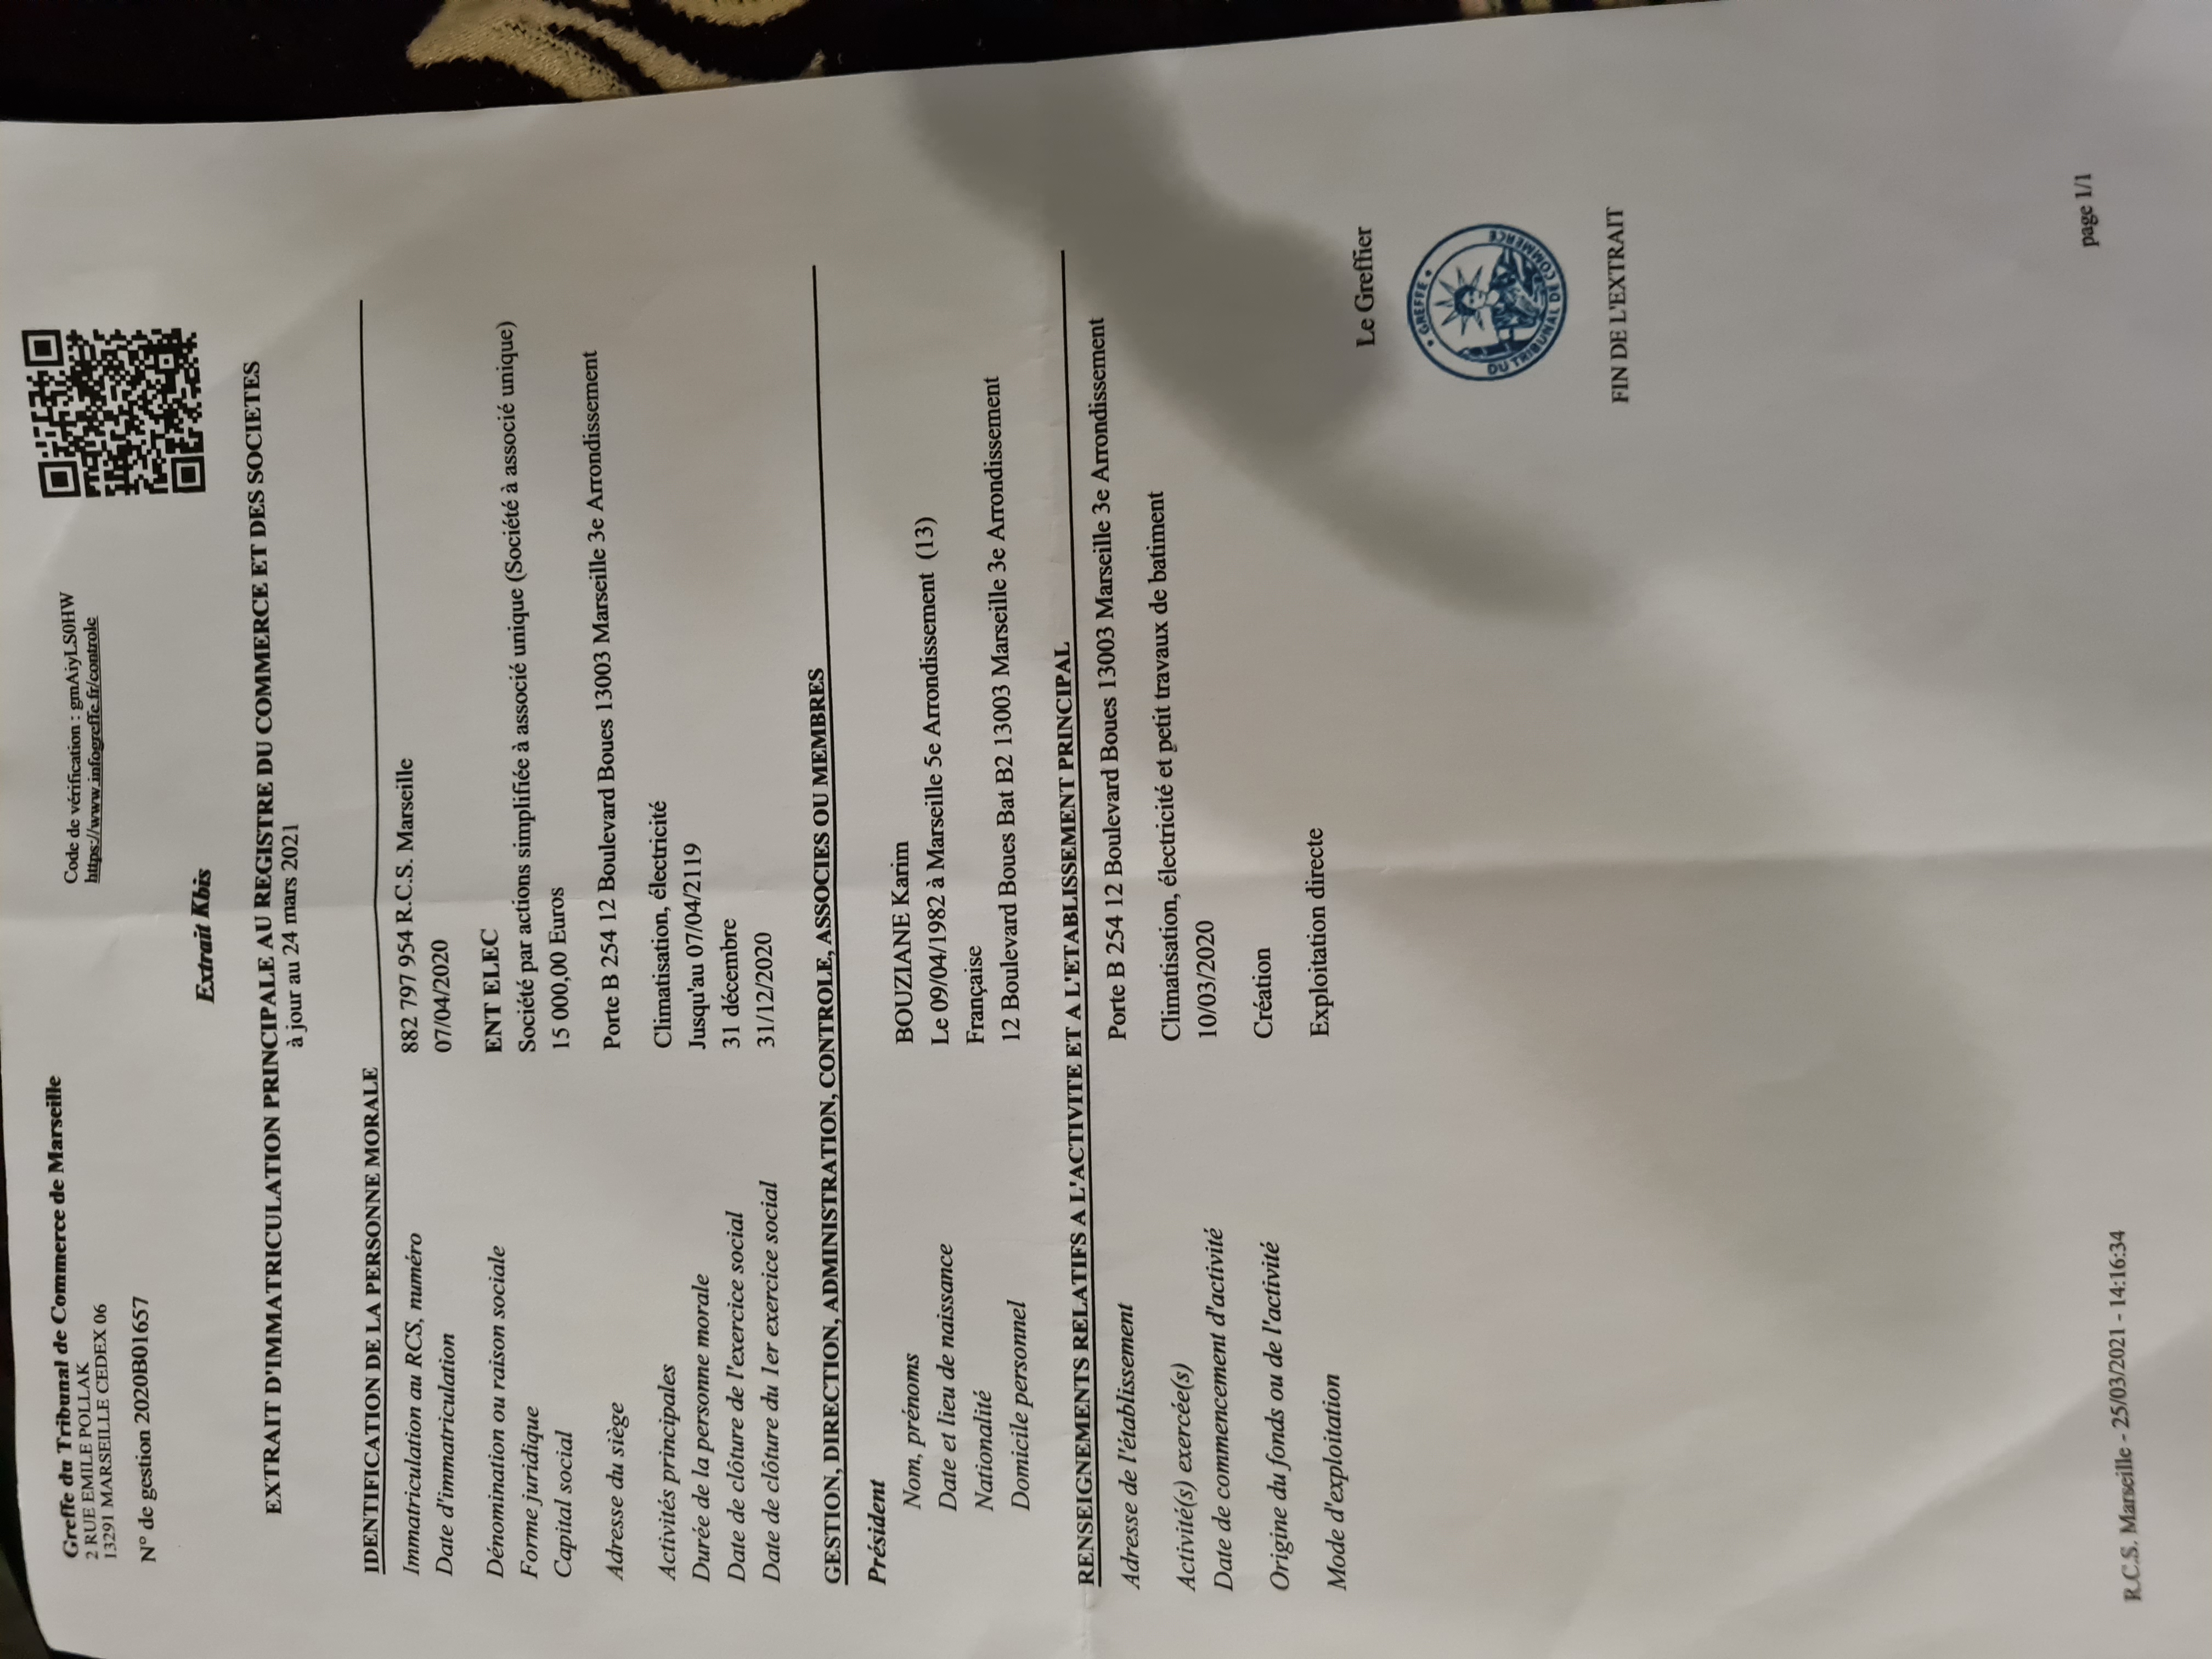 Greffe du Tribunal de Commerce de Marseille
2 RUE EMILE POLLAK
13291 MARSEILLE CEDEX 06
N° de gestion 2020B01657
Code de vérification : gmAiyLS0HW
https://www.infogreffe.fr/controle
Extrait Kbis
EXTRAIT D'IMMATRICULATION PRINCIPALE AU REGISTRE DU COMMERCE ET DES SOCIETES
à jour au 24 mars 2021
IDENTIFICATION DE LA PERSONNE MORALE
Immatriculation au RCS, numéro 882 797 954 R.C.S. Marseille
Date d'immatriculation 07/04/2020
Dénomination ou raison sociale ENT ELEC
Forme juridique Société par actions simplifiée à associé unique (Société à associé unique)
Capital social 15 000,00 Euros
Adresse du siège Porte B 254 12 Boulevard Boues 13003 Marseille 3e Arrondissement
Activités principales Climatisation, électricité
Durée de la personne morale Jusqu'au 07/04/2119
Date de clôture de l'exercice social 31 décembre
Date de clôture du 1er exercice social 31/12/2020
GESTION, DIRECTION, ADMINISTRATION, CONTROLE, ASSOCIES OU MEMBRES
Président
Nom, prénoms BOUZIANE Karim
Date et lieu de naissance Le 09/04/1982 à Marseille 5e Arrondissement (13)
Nationalité Française
Domicile personnel 12 Boulevard Boues Bat B2 13003 Marseille 3e Arrondissement
RENSEIGNEMENTS RELATIFS A L'ACTIVITE ET A L'ETABLISSEMENT PRINCIPAL
Adresse de l'établissement Porte B 254 12 Boulevard Boues 13003 Marseille 3e Arrondissement
Activité(s) exercée(s) Climatisation, électricité et petit travaux de batiment
Date de commencement d'activité 10/03/2020
Origine du fonds ou de l'activité Création
Mode d'exploitation Exploitation directe
Le Greffier
GREFFE
DU TRIBUNAL DE COMMERCE
FIN DE L'EXTRAIT
R.C.S. Marseille - 25/03/2021 - 14:16:34
page 1/1